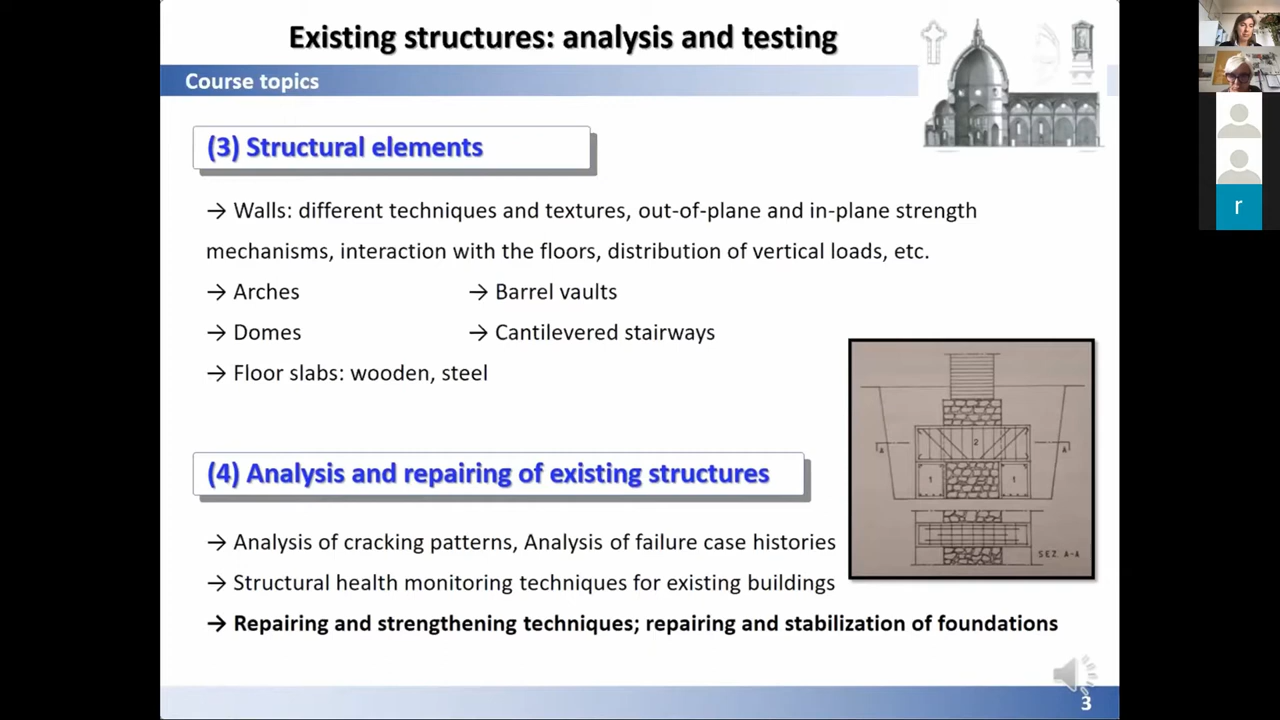 Existing structures: analysis and testing
Course topics
(3) Structural elements
→ Walls: different techniques and textures, out-of-plane and in-plane strength
mechanisms, interaction with the floors, distribution of vertical loads, etc.
→ Arches
→ Barrel vaults
→ Domes
→ Cantilevered stairways
→ Floor slabs: wooden, steel
(4) Analysis and repairing of existing structures
→ Analysis of cracking patterns, Analysis of failure case histories
→ Structural health monitoring techniques for existing buildings
→ Repairing and strengthening techniques; repairing and stabilization of foundations
2
A
A
1
1
SEZ. A-A
3
r